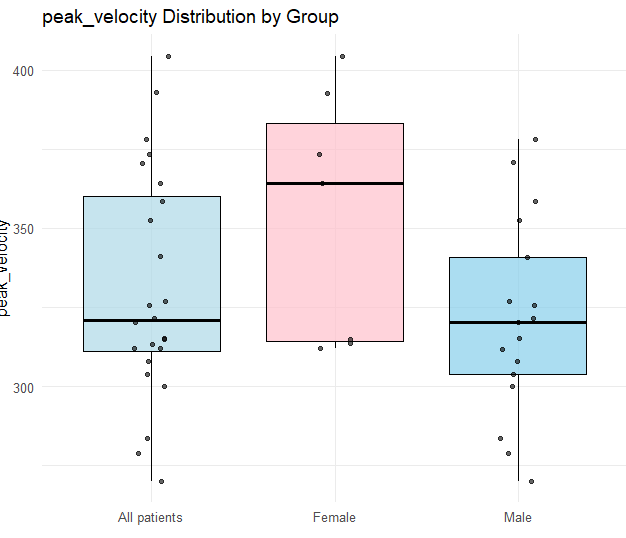 peak_velocity Distribution by Group
400
350
300
peak_velocity
All patients
Female
Male